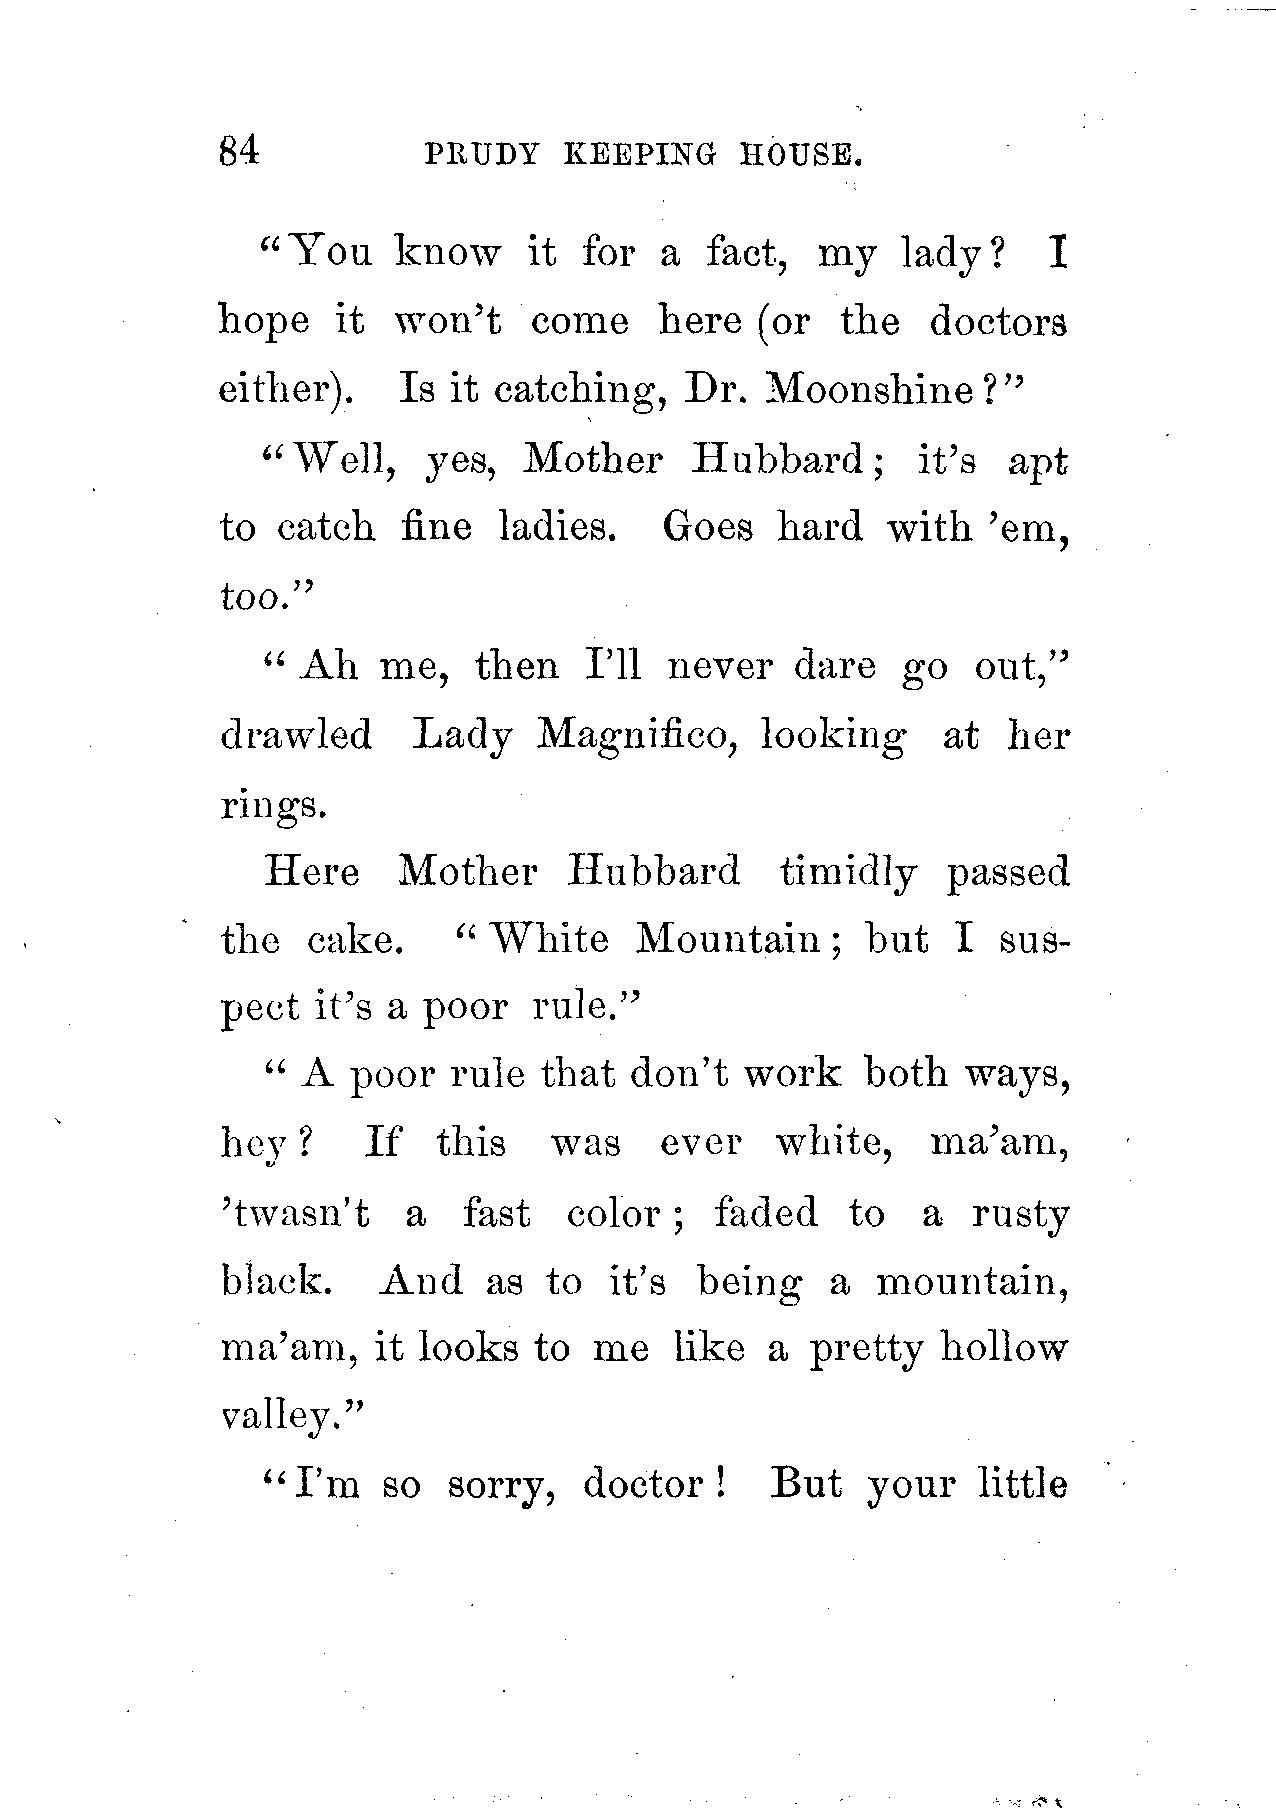 84 PRUDY KEEPING HOUSE.
“You know it for a fact, my lady? I
hope it won’t come here (or the doctors
either). Is it catching, Dr. Moonshine?”
“Well, yes, Mother Hubbard; it’s apt
to catch fine ladies. Goes hard with ’em,
too.”
“Ah me, then I’ll never dare go out,”
drawled Lady Magnifico, looking at her
rings.
Here Mother Hubbard timidly passed
the cake. “White Mountain; but I sus-
pect it’s a poor rule.”
“A poor rule that don’t work both ways,
hey? If this was ever white, ma’am,
’twasn’t a fast color; faded to a rusty
black. And as to it’s being a mountain,
ma’am, it looks to me like a pretty hollow
valley.”
“I’m so sorry, doctor! But your little